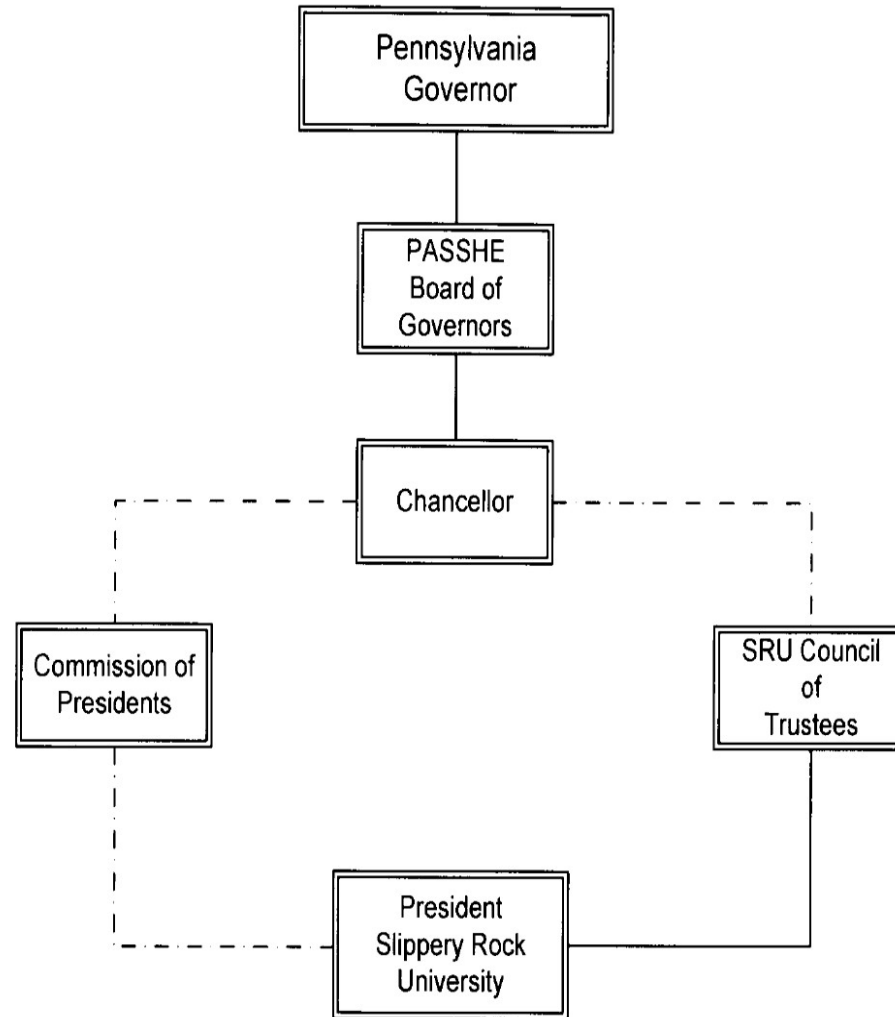 Pennsylvania
Governor
PASSHE
Board of
Governors
Chancellor
Commission of
Presidents
SRU Council
of
Trustees
President
Slippery Rock
University